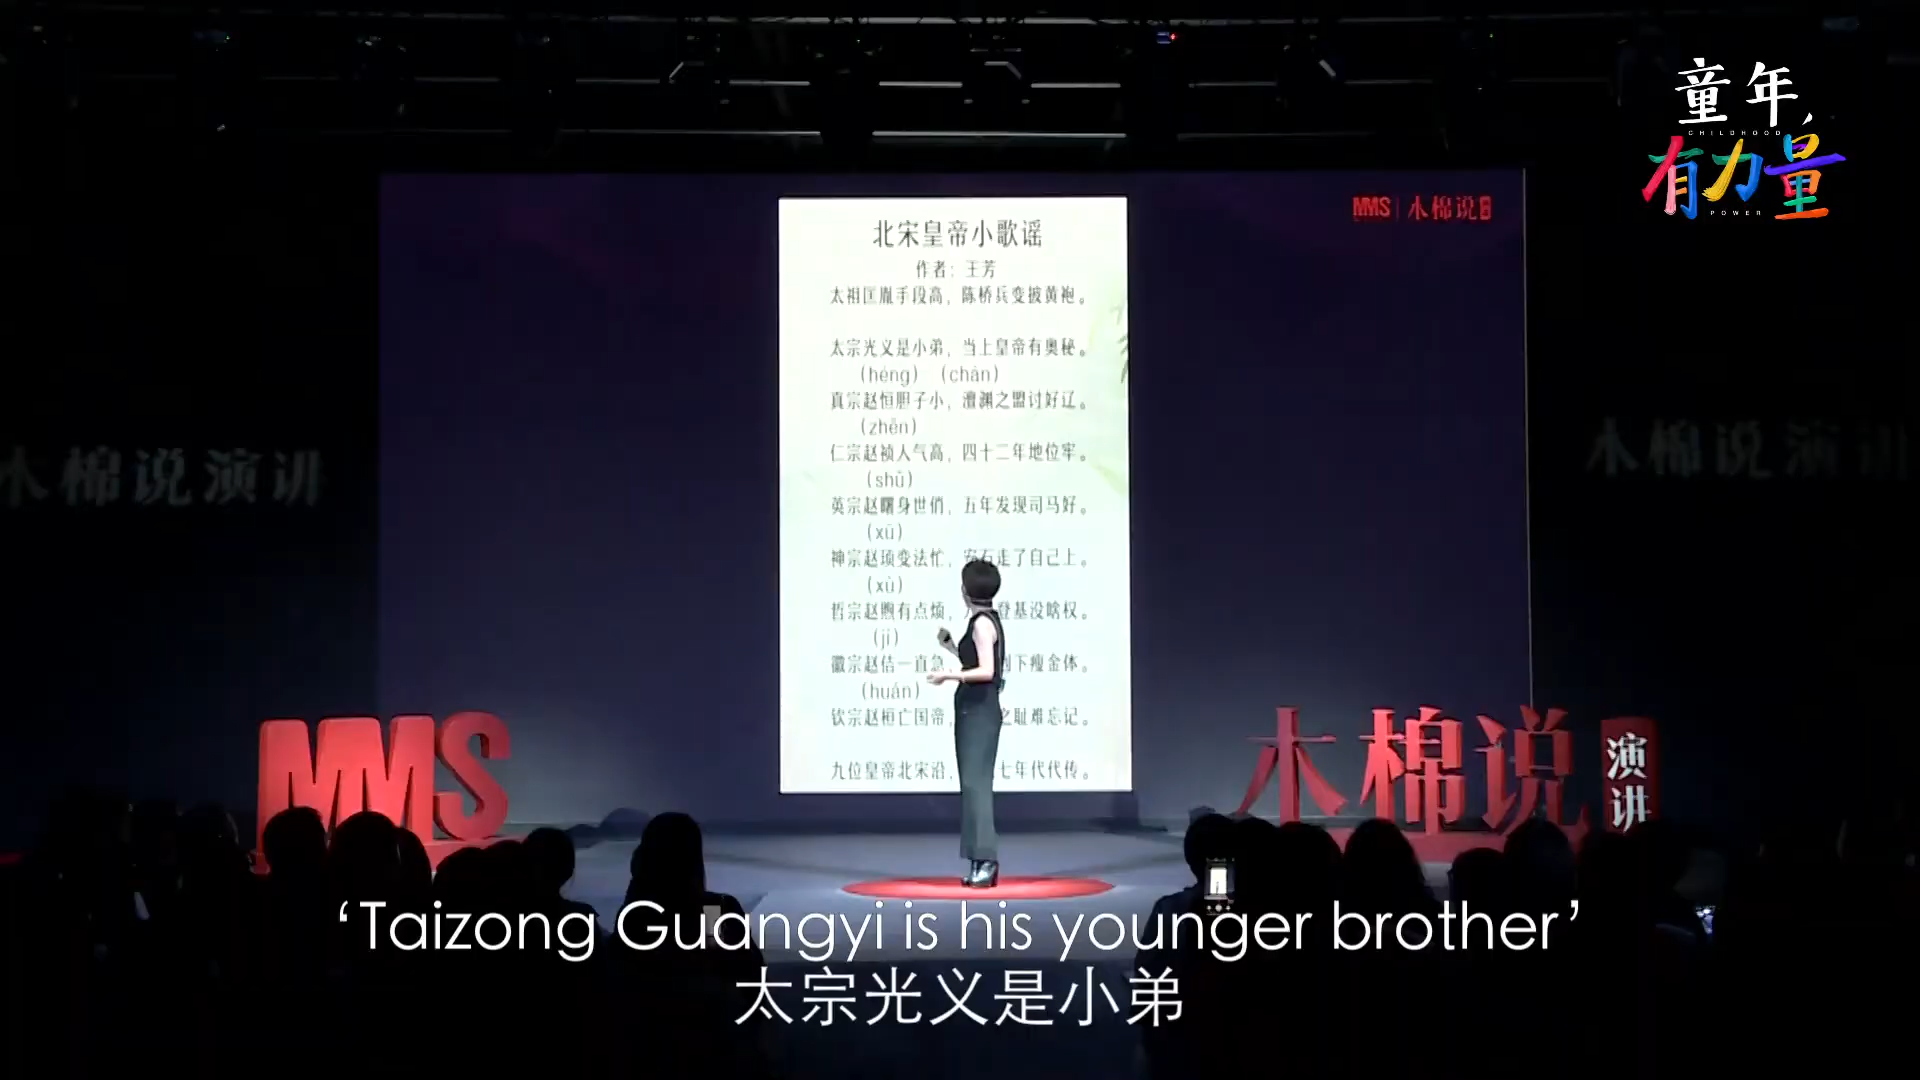 童年,
CHILDHOOD
有力量
POWER
MMS | 木棉说
北宋皇帝小歌谣
作者：王芳
太祖匡胤手段高，陈桥兵变披黄袍。
太宗光义是小弟，当上皇帝有奥秘。
(héng) (chán)
真宗赵恒胆子小，澶渊之盟讨好辽。
(zhēn)
仁宗赵祯人气高，四十二年地位牢。
(shǔ)
英宗赵曙身世俏，五年发现司马好。
(xū)
神宗赵顼变法忙，安石走了自己上。
(xù)
哲宗赵煦有点烦，登基没啥权。
(jí)
徽宗赵佶一直急，创下瘦金体。
(huán)
钦宗赵桓亡国帝，之耻难忘记。
九位皇帝北宋沿，七年代代传。
木棉说演讲
木棉说演讲
MMS
木棉说
演讲
‘Taizong Guangyi is his younger brother’
太宗光义是小弟